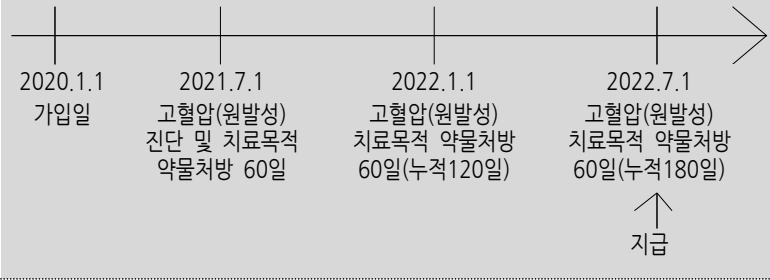 2020.1.1 2021.7.1 2022.1.1 2022.7.1
가입일 고혈압(원발성) 고혈압(원발성) 고혈압(원발성)
진단 및 치료목적 치료목적 약물처방 치료목적 약물처방
약물처방 60일 60일(누적120일) 60일(누적180일)
지급